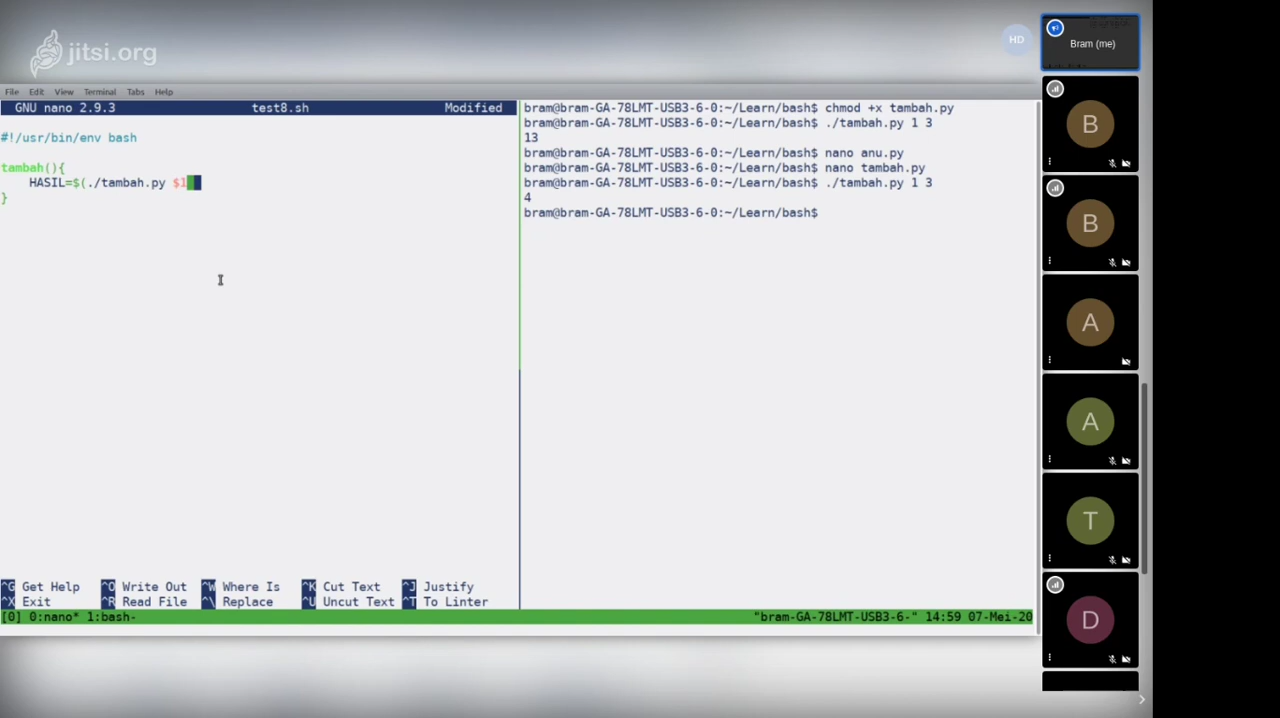 jitsi.org
HD
Bram (me)
File Edit View Terminal Tabs Help
GNU nano 2.9.3 test8.sh Modified
#!/usr/bin/env bash
tambah(){
HASIL=$(./tambah.py $1
}
^G Get Help ^O Write Out ^W Where Is ^K Cut Text ^J Justify
^X Exit ^R Read File ^\ Replace ^U Uncut Text ^T To Linter
bram@bram-GA-78LMT-USB3-6-0:~/Learn/bash$ chmod +x tambah.py
bram@bram-GA-78LMT-USB3-6-0:~/Learn/bash$ ./tambah.py 1 3
13
bram@bram-GA-78LMT-USB3-6-0:~/Learn/bash$ nano anu.py
bram@bram-GA-78LMT-USB3-6-0:~/Learn/bash$ nano tambah.py
bram@bram-GA-78LMT-USB3-6-0:~/Learn/bash$ ./tambah.py 1 3
4
bram@bram-GA-78LMT-USB3-6-0:~/Learn/bash$
[0] 0:nano* 1:bash- "bram-GA-78LMT-USB3-6-" 14:59 07-Mei-20
B
B
A
A
T
D